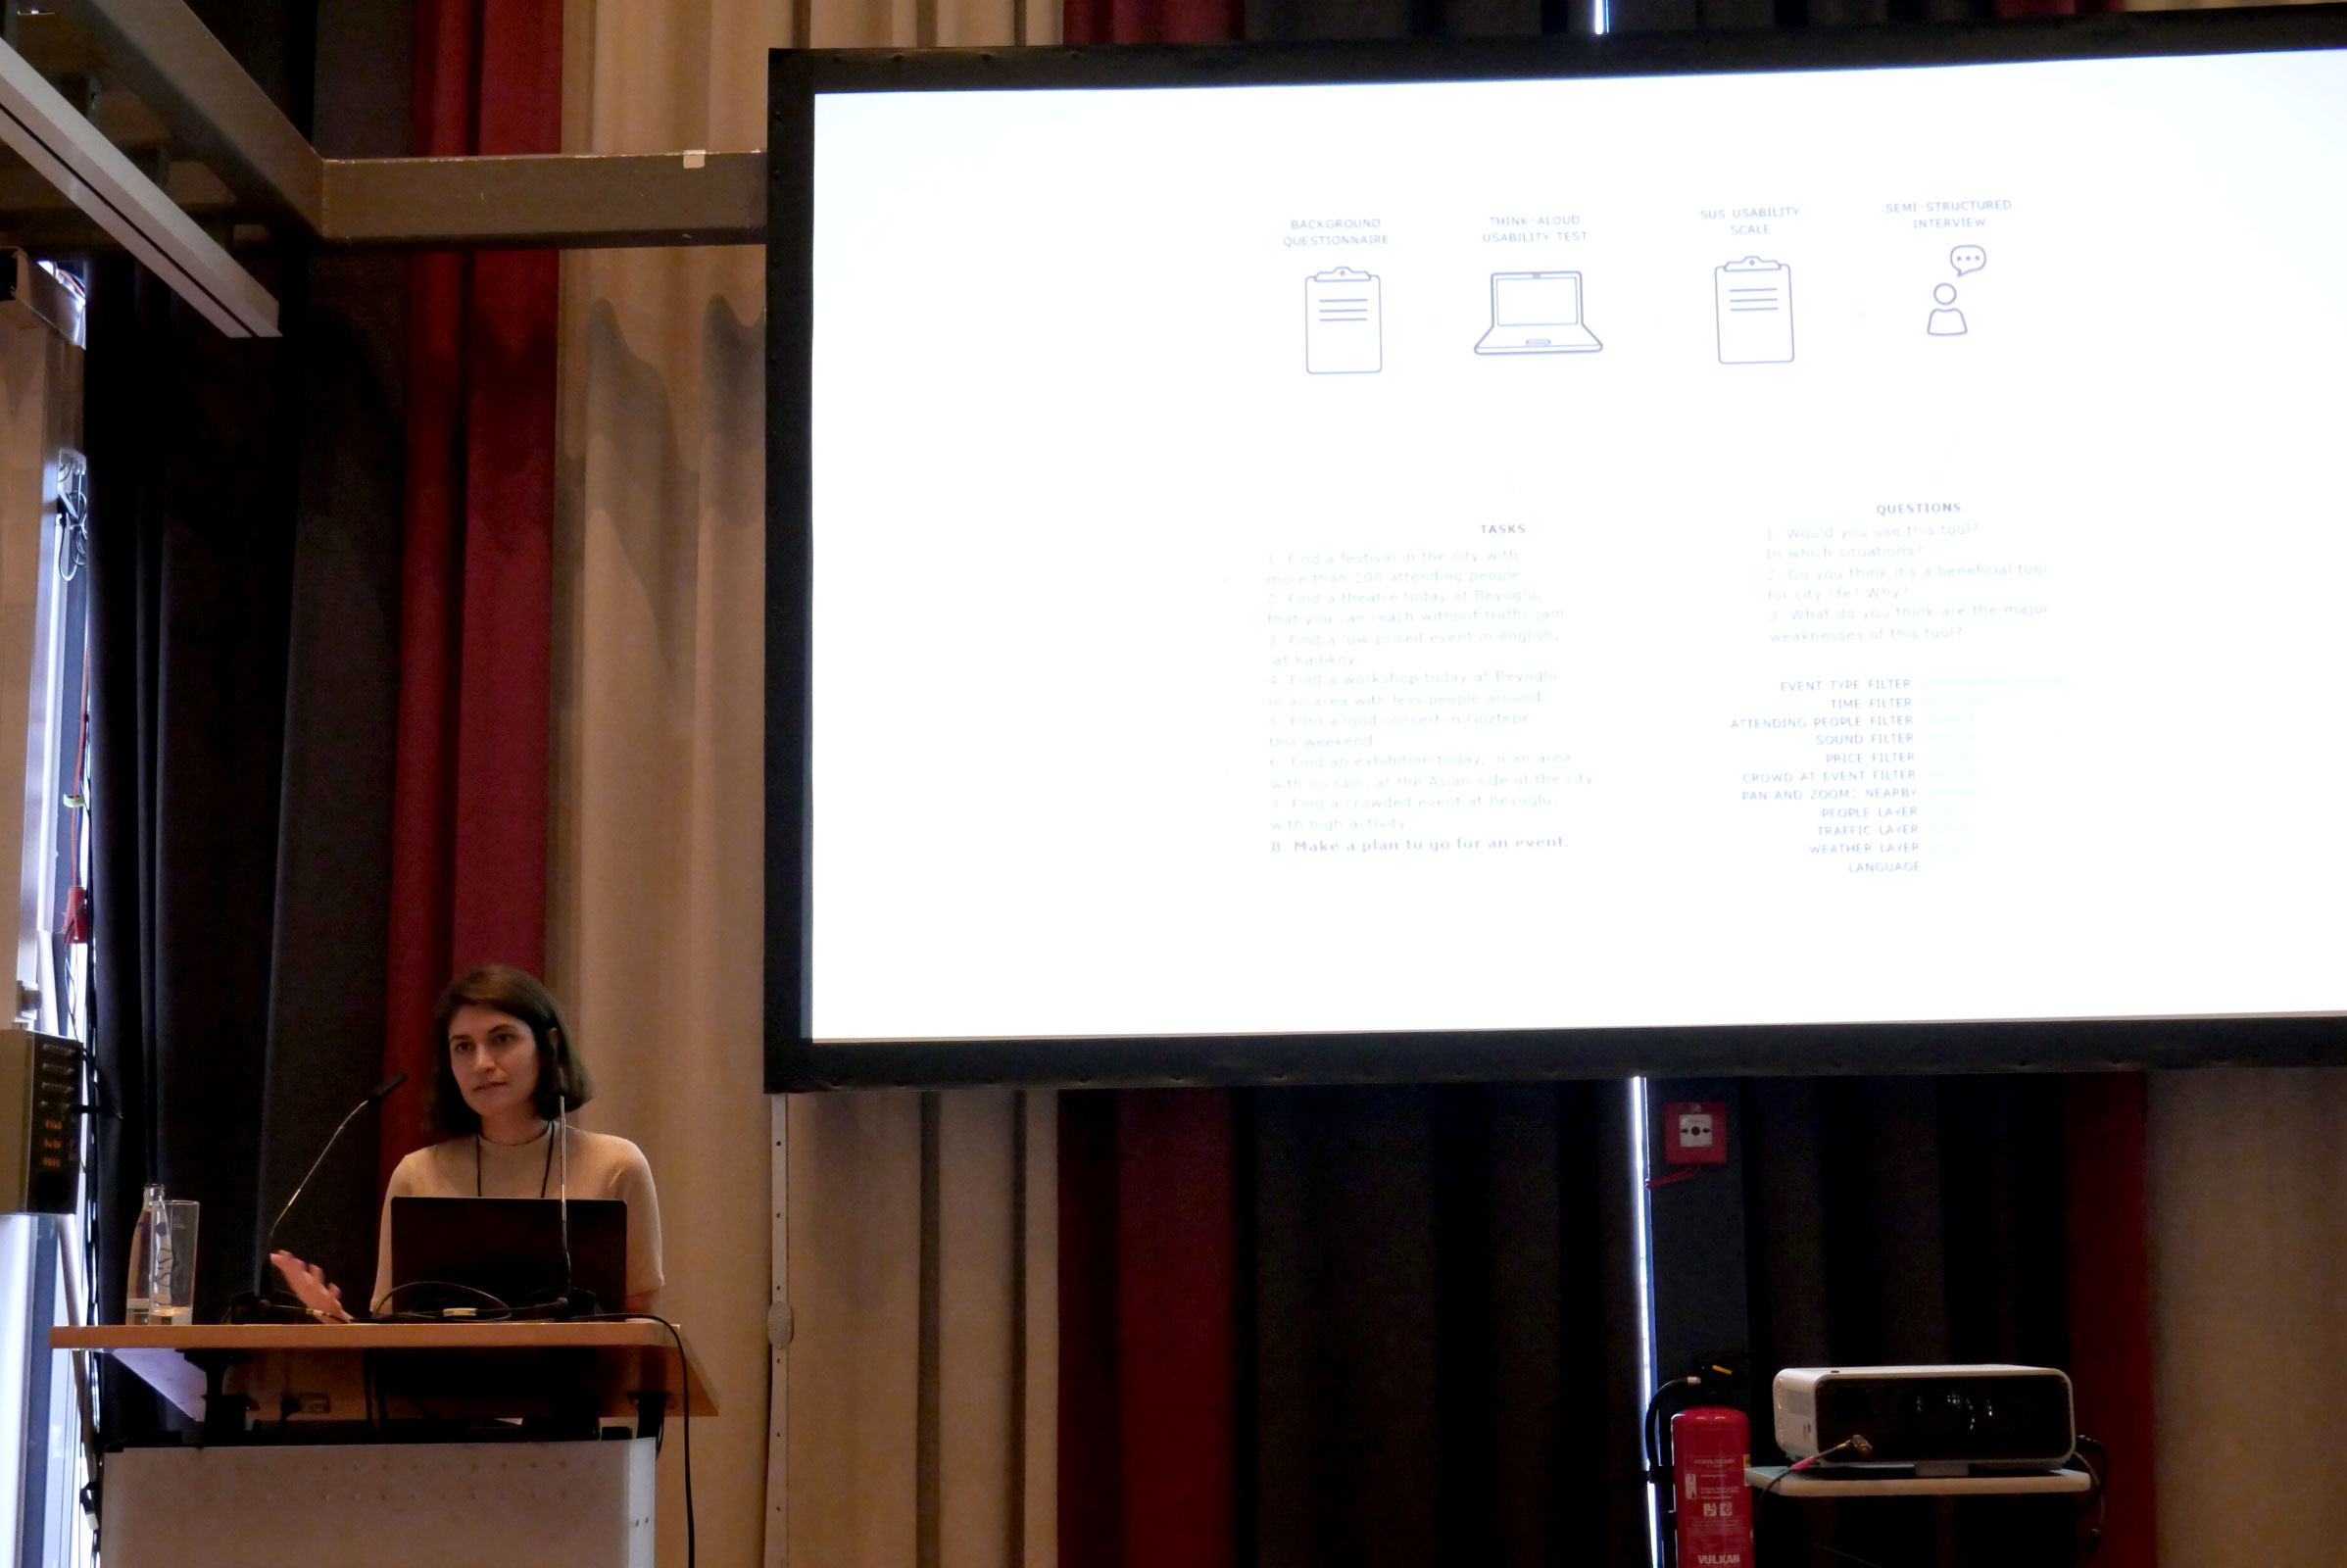 BACKGROUND
QUESTIONNAIRE
THINK-ALOUD
USABILITY TEST
SUS USABILITY
SCALE
SEMI-STRUCTURED
INTERVIEW
TASKS
1. Find a festival in the city with
more than 200 attending people
2. Find a theatre today at Beyoglu,
that you can reach without traffic jam
3. Find a low priced event in english,
at Kadikoy
4. Find a workshop today at Beyoglu
in an area with less people around
5. Find a loud concert in Goztepe
this weekend
6. Find an exhibition today, in an area
with no rain, at the Asian side of the city
7. Find a crowded event at Beyoglu,
with high activity
8. Make a plan to go for an event.
QUESTIONS
1. Would you use this tool?
In which situations?
2. Do you think it's a beneficial tool
for city life? Why?
3. What do you think are the major
weaknesses of this tool?
EVENT TYPE FILTER
TIME FILTER
ATTENDING PEOPLE FILTER
SOUND FILTER
PRICE FILTER
CROWD AT EVENT FILTER
PAN AND ZOOM: NEARBY
PEOPLE LAYER
TRAFFIC LAYER
WEATHER LAYER
LANGUAGE
VULKAN